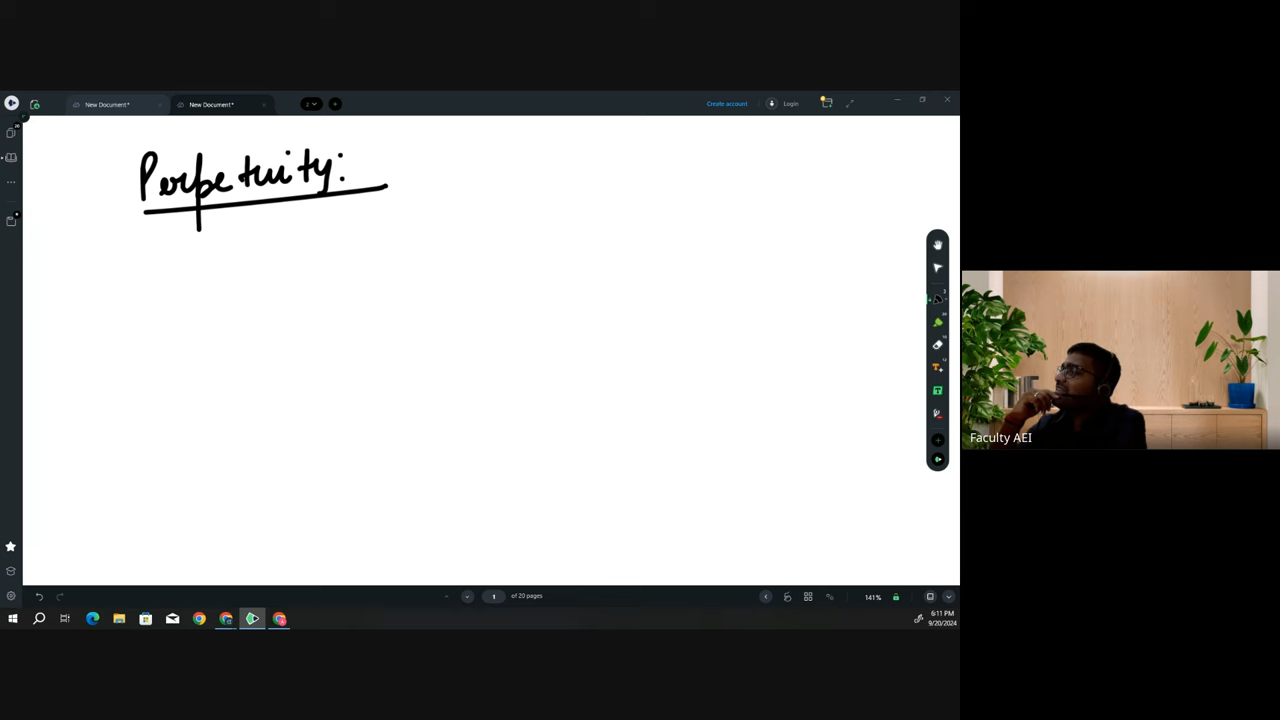 New Document*
New Document*
2
Create account
Login
Perpetuity:
Faculty AEI
1
of 20 pages
141%
6:11 PM
9/20/2024